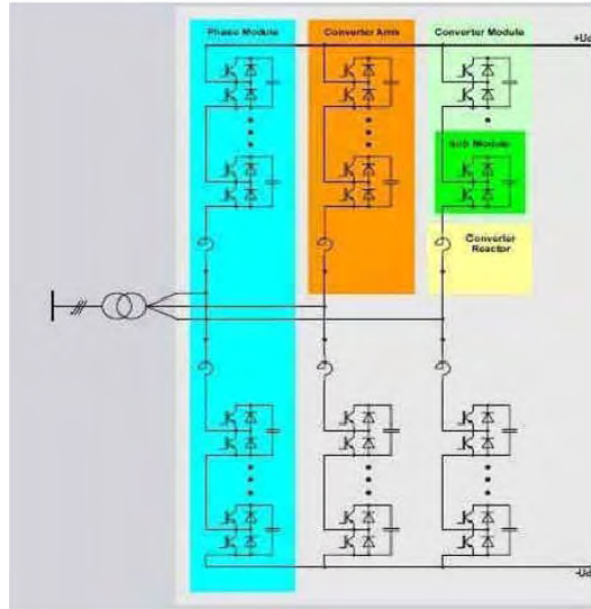 Phase Module
Converter Arm
Converter Module
+Ud
Sub Module
Converter
Reactor
-Ud